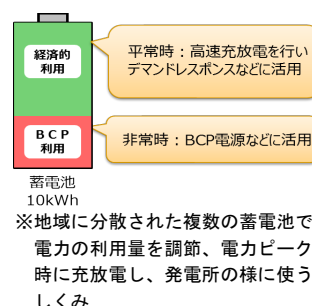 経済的
利用
平常時：高速充放電を行い
デマンドレスポンスなどに活用
BCP
利用
非常時：BCP電源などに活用
蓄電池
10kWh
※地域に分散された複数の蓄電池で
電力の利用量を調節、電力ピーク
時に充放電し、発電所の様に使う
しくみ